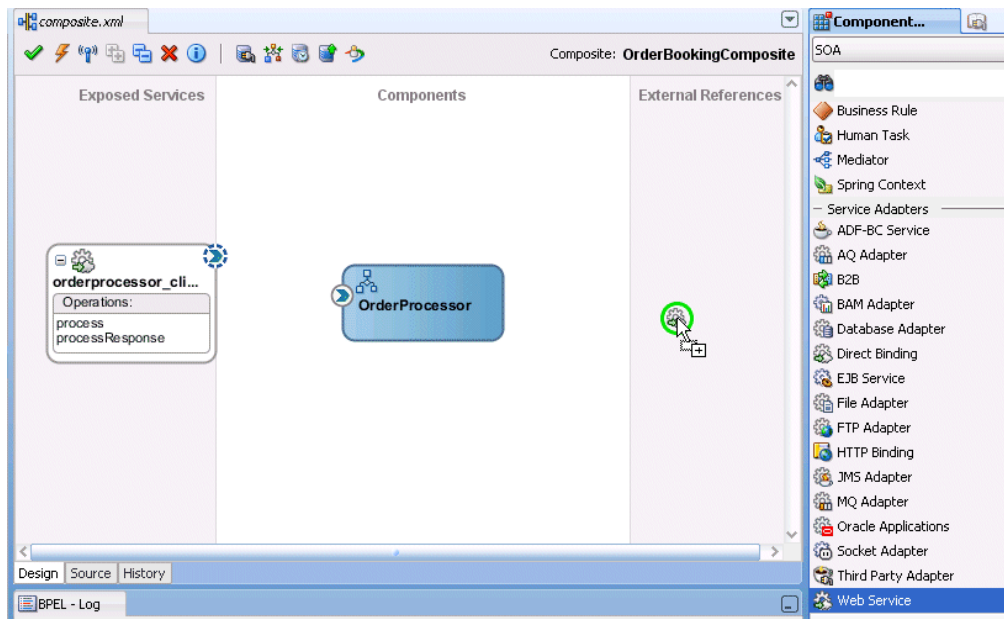 composite.xml
Composite: OrderBookingComposite
Exposed Services
Components
External References
orderprocessor_cli...
Operations:
process
processResponse
OrderProcessor
Design
Source
History
BPEL - Log
Component...
SOA
Business Rule
Human Task
Mediator
Spring Context
Service Adapters
ADF-BC Service
AQ Adapter
B2B
BAM Adapter
Database Adapter
Direct Binding
EJB Service
File Adapter
FTP Adapter
HTTP Binding
JMS Adapter
MQ Adapter
Oracle Applications
Socket Adapter
Third Party Adapter
Web Service